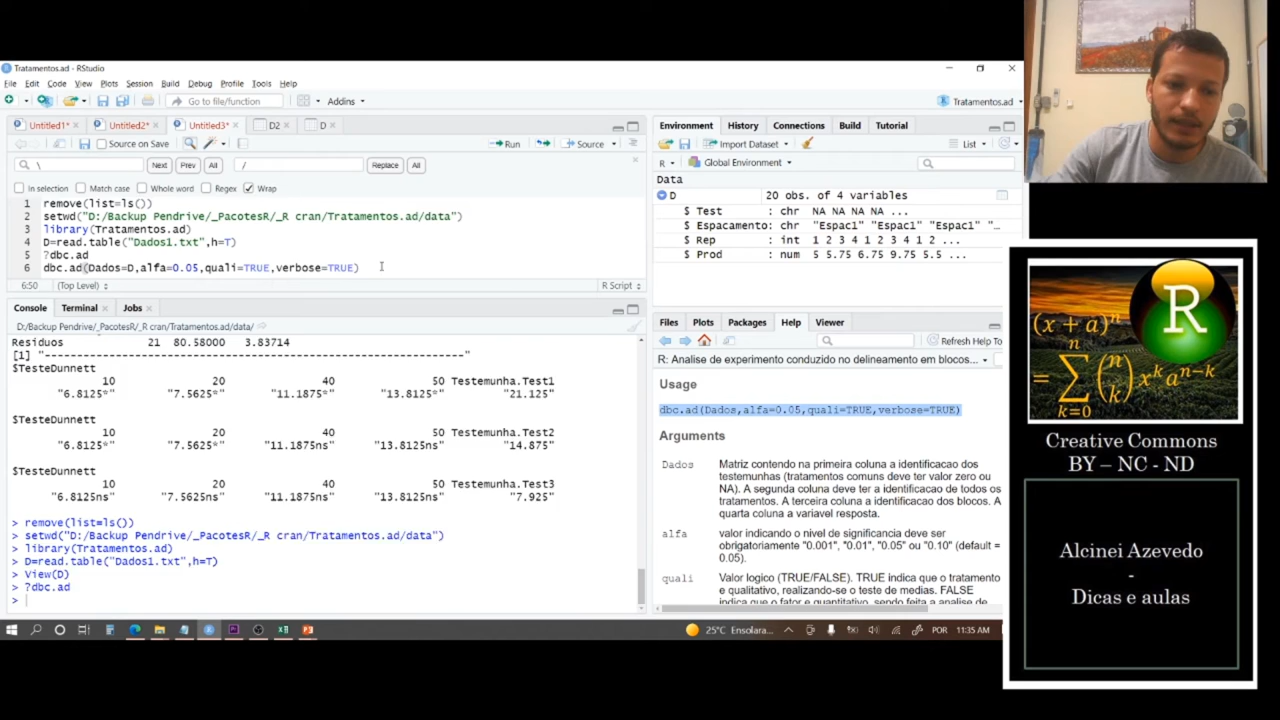 Tratamentos.ad - RStudio
File Edit Code View Plots Session Build Debug Profile Tools Help
Go to file/function Addins Tratamentos.ad
Untitled1* Untitled2* Untitled3* D2 D
Source on Save Run Source
\ Next Prev All / Replace All
In selection Match case Whole word Regex Wrap
1 remove(list=ls())
2 setwd("D:/Backup Pendrive/_PacotesR/_R cran/Tratamentos.ad/data")
3 library(Tratamentos.ad)
4 D=read.table("Dados1.txt",h=T)
5 ?dbc.ad
6 dbc.ad(Dados=D,alfa=0.05,quali=TRUE,verbose=TRUE)
6:50 (Top Level) R Script
Console Terminal Jobs
D:/Backup Pendrive/_PacotesR/_R cran/Tratamentos.ad/data/
Residuos 21 80.58000 3.83714
[1] "----------------------------------------------------------------"
$TesteDunnett
10 20 40 50 Testemunha.Test1
"6.8125*" "7.5625*" "11.1875*" "13.8125*" "21.125"
$TesteDunnett
10 20 40 50 Testemunha.Test2
"6.8125*" "7.5625*" "11.1875ns" "13.8125ns" "14.875"
$TesteDunnett
10 20 40 50 Testemunha.Test3
"6.8125ns" "7.5625ns" "11.1875ns" "13.8125*" "7.925"
> remove(list=ls())
> setwd("D:/Backup Pendrive/_PacotesR/_R cran/Tratamentos.ad/data")
> library(Tratamentos.ad)
> D=read.table("Dados1.txt",h=T)
> View(D)
> ?dbc.ad
>
Environment History Connections Build Tutorial
Import Dataset List
R Global Environment
Data
D 20 obs. of 4 variables
$ Test : chr NA NA NA NA ...
$ Espacamento: chr "Espac1" "Espac1" "Espac1" "…
$ Rep : int 1 2 3 4 1 2 3 4 1 2 ...
$ Prod : num 5 5.75 6.75 9.75 5.5 ...
Files Plots Packages Help Viewer
Refresh Help To
R: Analise de experimento conduzido no delineamento em blocos...
Usage
dbc.ad(Dados,alfa=0.05,quali=TRUE,verbose=TRUE)
Arguments
Dados Matriz contendo na primeira coluna a identificacao dos
testemunhas (tratamentos comuns deve ter valor zero ou
NA). A segunda coluna deve ter a identificacao de todos os
tratamentos. A terceira coluna a identificacao dos blocos. A
quarta coluna a variavel resposta.
alfa valor indicando o nivel de significancia deve ser
obrigatoriamente "0.001", "0.01", "0.05" ou "0.10" (default =
0.05).
quali Valor logico (TRUE/FALSE). TRUE indica que o tratamento
e qualitativo, realizando-se o teste de medias. FALSE
indica que o fator e quantitativo, sendo feita a analise de
25°C Ensolara... POR 11:35 AM
R
(x + a)^n
= ∑ k=0 n (n k) x^k a^(n-k)
Creative Commons
BY – NC - ND
Alcinei Azevedo
-
Dicas e aulas